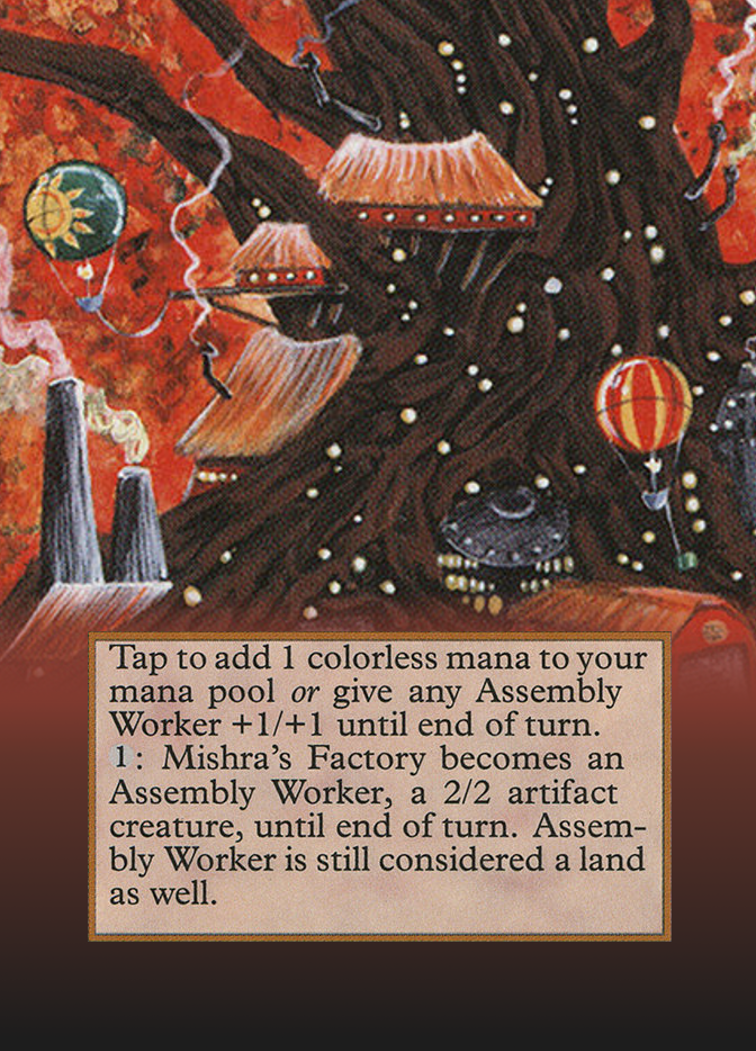 Tap to add 1 colorless mana to your
mana pool or give any Assembly
Worker +1/+1 until end of turn.
1: Mishra's Factory becomes an
Assembly Worker, a 2/2 artifact
creature, until end of turn. Assem-
bly Worker is still considered a land
as well.